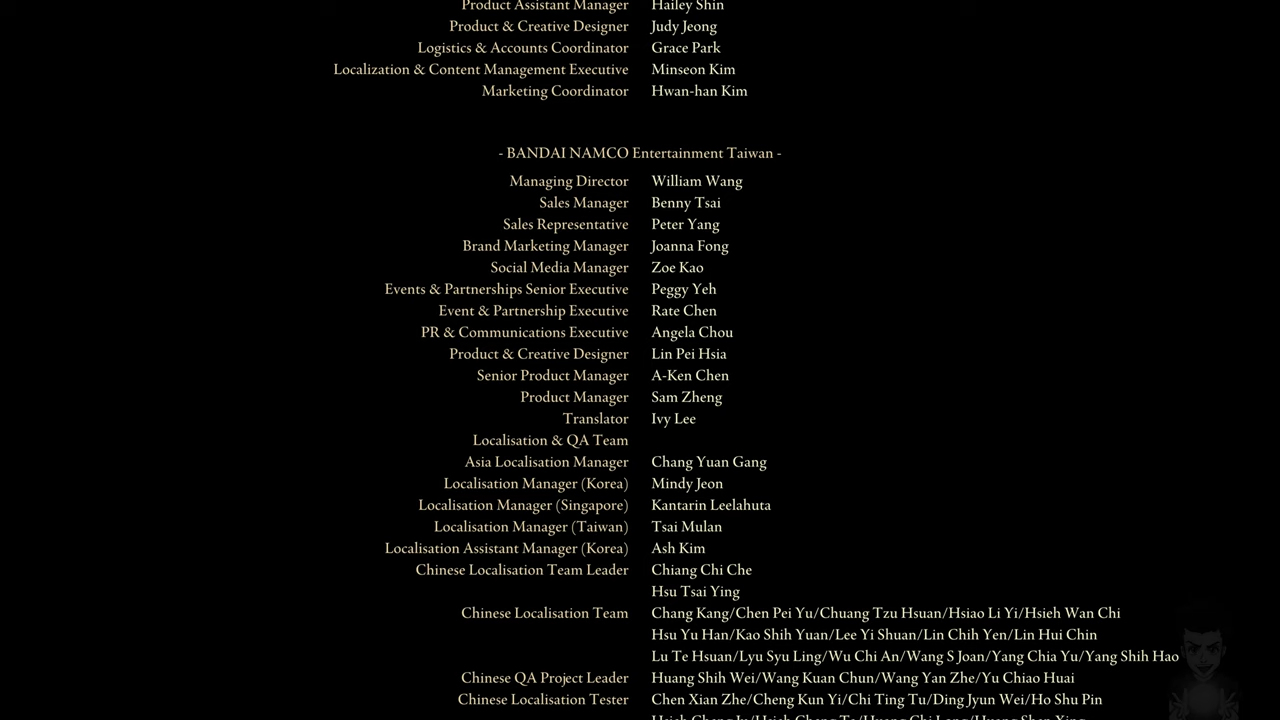 Product Assistant Manager Hailey Shin
Product & Creative Designer Judy Jeong
Logistics & Accounts Coordinator Grace Park
Localization & Content Management Executive Minseon Kim
Marketing Coordinator Hwan-han Kim
- BANDAI NAMCO Entertainment Taiwan -
Managing Director William Wang
Sales Manager Benny Tsai
Sales Representative Peter Yang
Brand Marketing Manager Joanna Fong
Social Media Manager Zoe Kao
Events & Partnerships Senior Executive Peggy Yeh
Event & Partnership Executive Rate Chen
PR & Communications Executive Angela Chou
Product & Creative Designer Lin Pei Hsia
Senior Product Manager A-Ken Chen
Product Manager Sam Zheng
Translator Ivy Lee
Localisation & QA Team
Asia Localisation Manager Chang Yuan Gang
Localisation Manager (Korea) Mindy Jeon
Localisation Manager (Singapore) Kantarin Leelahuta
Localisation Manager (Taiwan) Tsai Mulan
Localisation Assistant Manager (Korea) Ash Kim
Chinese Localisation Team Leader Chiang Chi Che
Hsu Tsai Ying
Chinese Localisation Team Chang Kang/Chen Pei Yu/Chuang Tzu Hsuan/Hsiao Li Yi/Hsieh Wan Chi
Hsu Yu Han/Kao Shih Yuan/Lee Yi Shuan/Lin Chih Yen/Lin Hui Chin
Lu Te Hsuan/Lyu Syu Ling/Wu Chi An/Wang S Joan/Yang Chia Yu/Yang Shih Hao
Chinese QA Project Leader Huang Shih Wei/Wang Kuan Chun/Wang Yan Zhe/Yu Chiao Huai
Chinese Localisation Tester Chen Xian Zhe/Cheng Kun Yi/Chi Ting Tu/Ding Jyun Wei/Ho Shu Pin